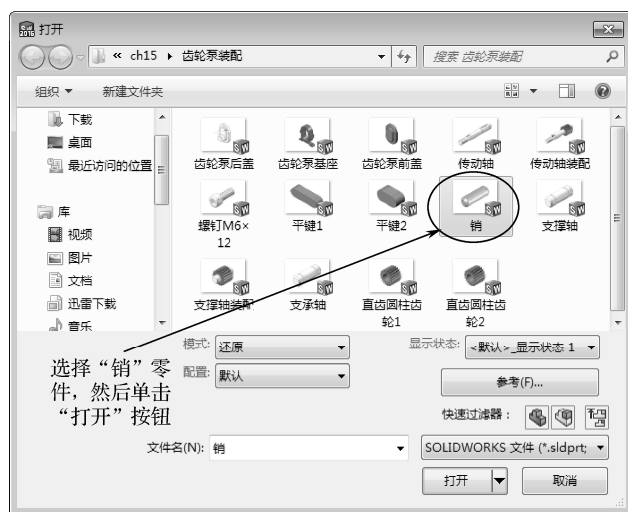 打开
« ch15 ▸ 齿轮泵装配
搜索 齿轮泵装配
组织 新建文件夹
下载
桌面
最近访问的位置
库
视频
图片
文档
迅雷下载
音乐
齿轮泵后盖 齿轮泵基座 齿轮泵前盖 传动轴 传动轴装配
螺钉M6×
12
平键1 平键2 销 支撑轴
支撑轴装配 支承轴
直齿圆柱齿
轮1
直齿圆柱齿
轮2
选择“销”零
件，然后单击
“打开”按钮
模式: 还原
显示状态: <默认>_显示状态 1
配置: 默认
参考(F)...
快速过滤器：
文件名(N): 销
SOLIDWORKS 文件 (*.sldprt;
打开 取消